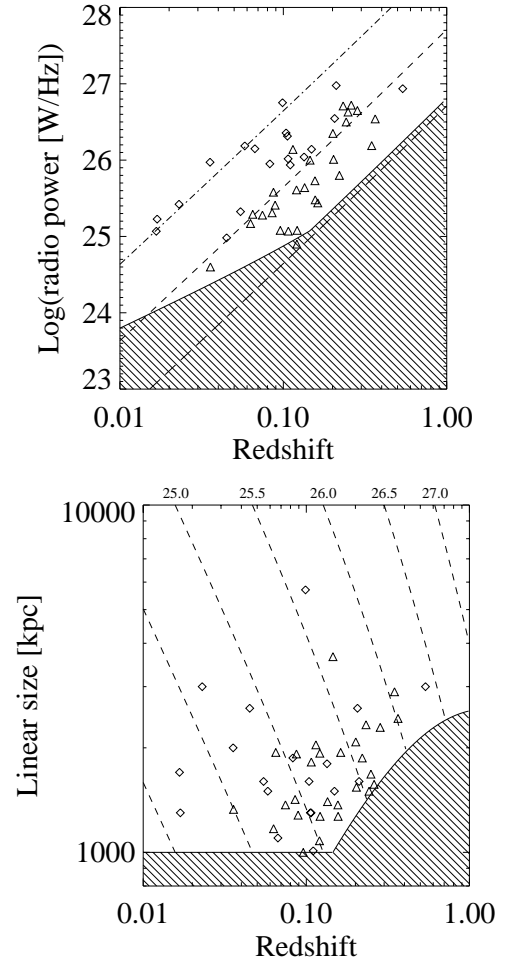 28
27
26
25
24
23
Log(radio power [W/Hz])
0.01 0.10 1.00
Redshift
25.0 25.5 26.0 26.5 27.0
10000
1000
Linear size [kpc]
0.01 0.10 1.00
Redshift